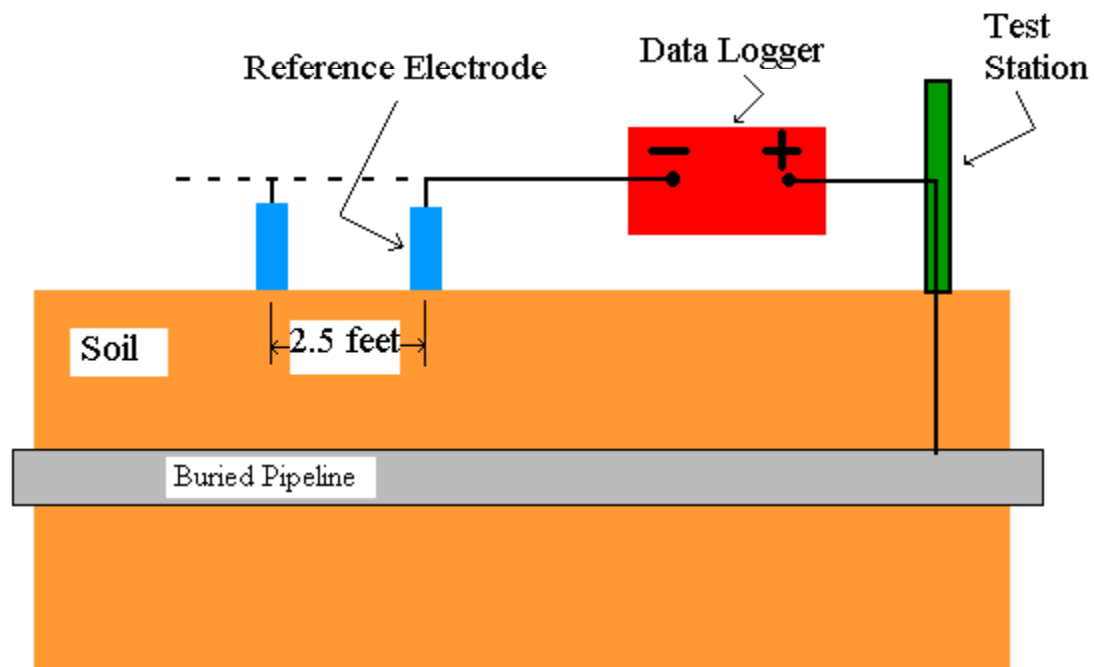 Test
Station
Data Logger
Reference Electrode
− +
2.5 feet
Soil
Buried Pipeline